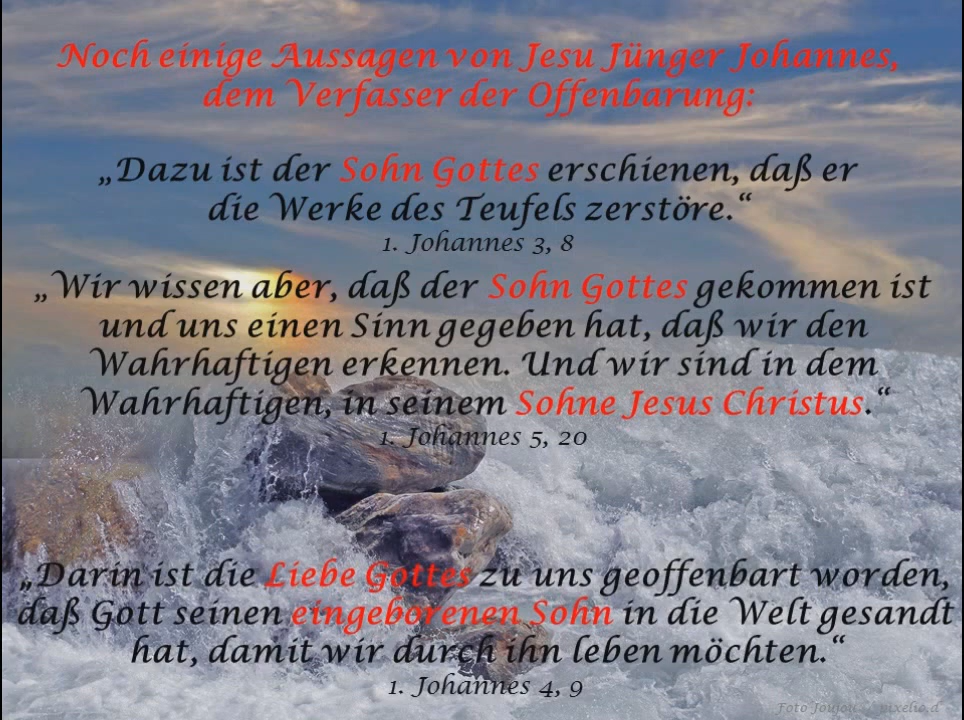 Noch einige Aussagen von Jesu Jünger Johannes,
dem Verfasser der Offenbarung:
„Dazu ist der Sohn Gottes erschienen, daß er
die Werke des Teufels zerstöre.“
1. Johannes 3, 8
„Wir wissen aber, daß der Sohn Gottes gekommen ist
und uns einen Sinn gegeben hat, daß wir den
Wahrhaftigen erkennen. Und wir sind in dem
Wahrhaftigen, in seinem Sohne Jesus Christus.“
1. Johannes 5, 20
„Darin ist die Liebe Gottes zu uns geoffenbart worden,
daß Gott seinen eingeborenen Sohn in die Welt gesandt
hat, damit wir durch ihn leben möchten.“
1. Johannes 4, 9
Foto Joujou